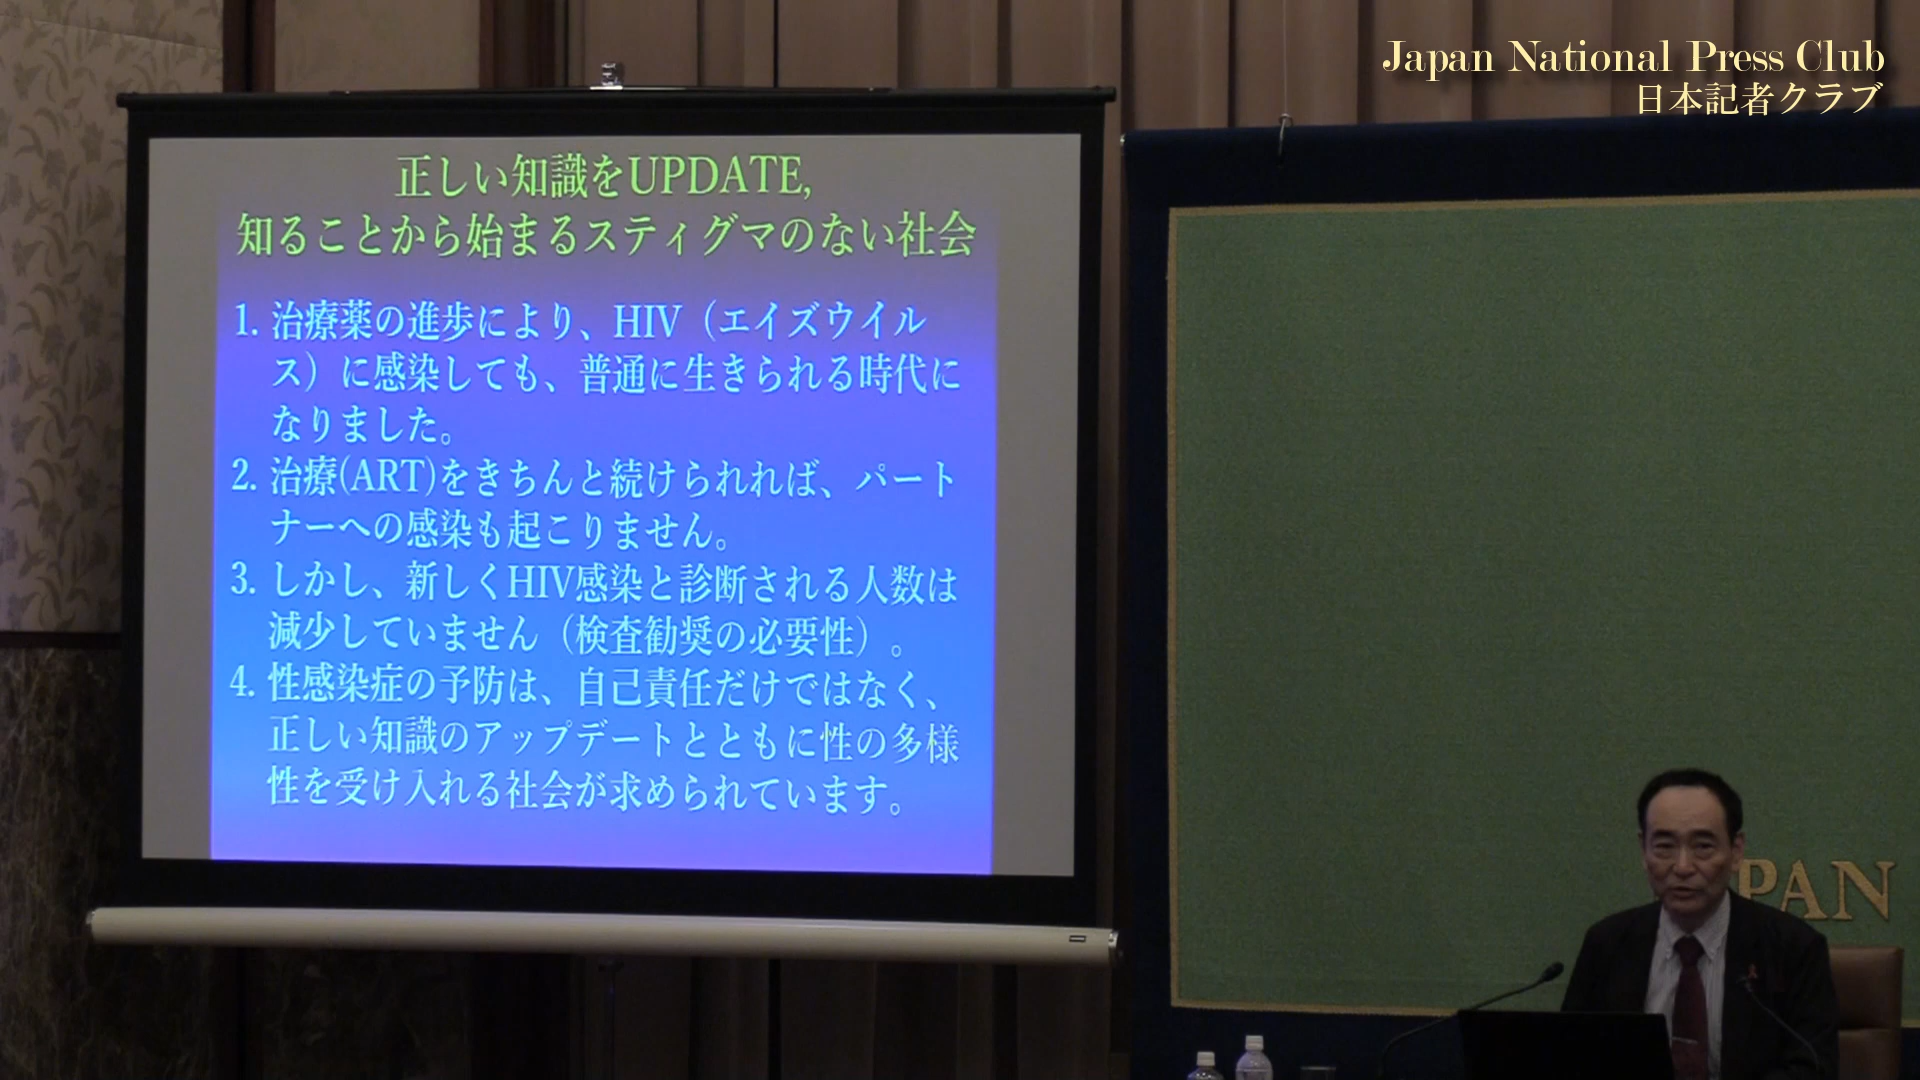 Japan National Press Club
日本記者クラブ
正しい知識をUPDATE,
知ることから始まるスティグマのない社会
1. 治療薬の進歩により、HIV（エイズウイル
ス）に感染しても、普通に生きられる時代に
なりました。
2. 治療(ART)をきちんと続けられれば、パート
ナーへの感染も起こりません。
3. しかし、新しくHIV感染と診断される人数は
減少していません（検査勧奨の必要性）。
4. 性感染症の予防は、自己責任だけではなく、
正しい知識のアップデートとともに性の多様
性を受け入れる社会が求められています。
PAN